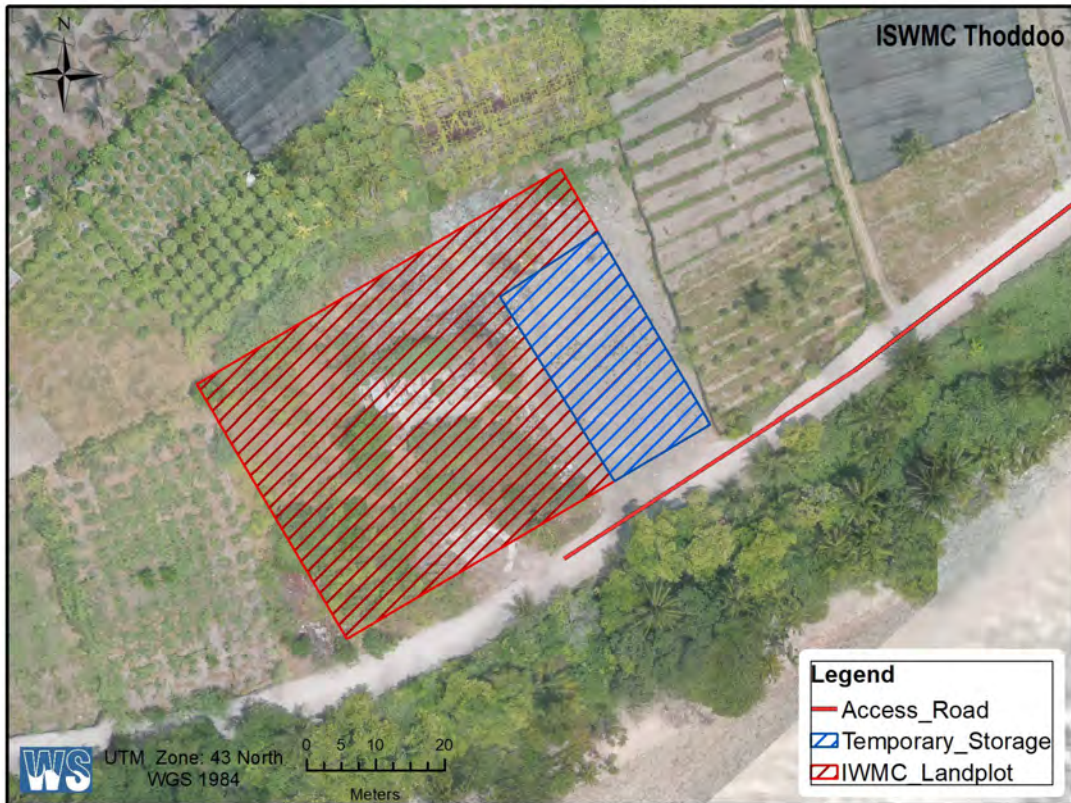 N
ISWMC Thoddoo
Legend
Access_Road
Temporary_Storage
IWMC_Landplot
WS
UTM Zone: 43 North
WGS 1984
0 5 10 20
Meters